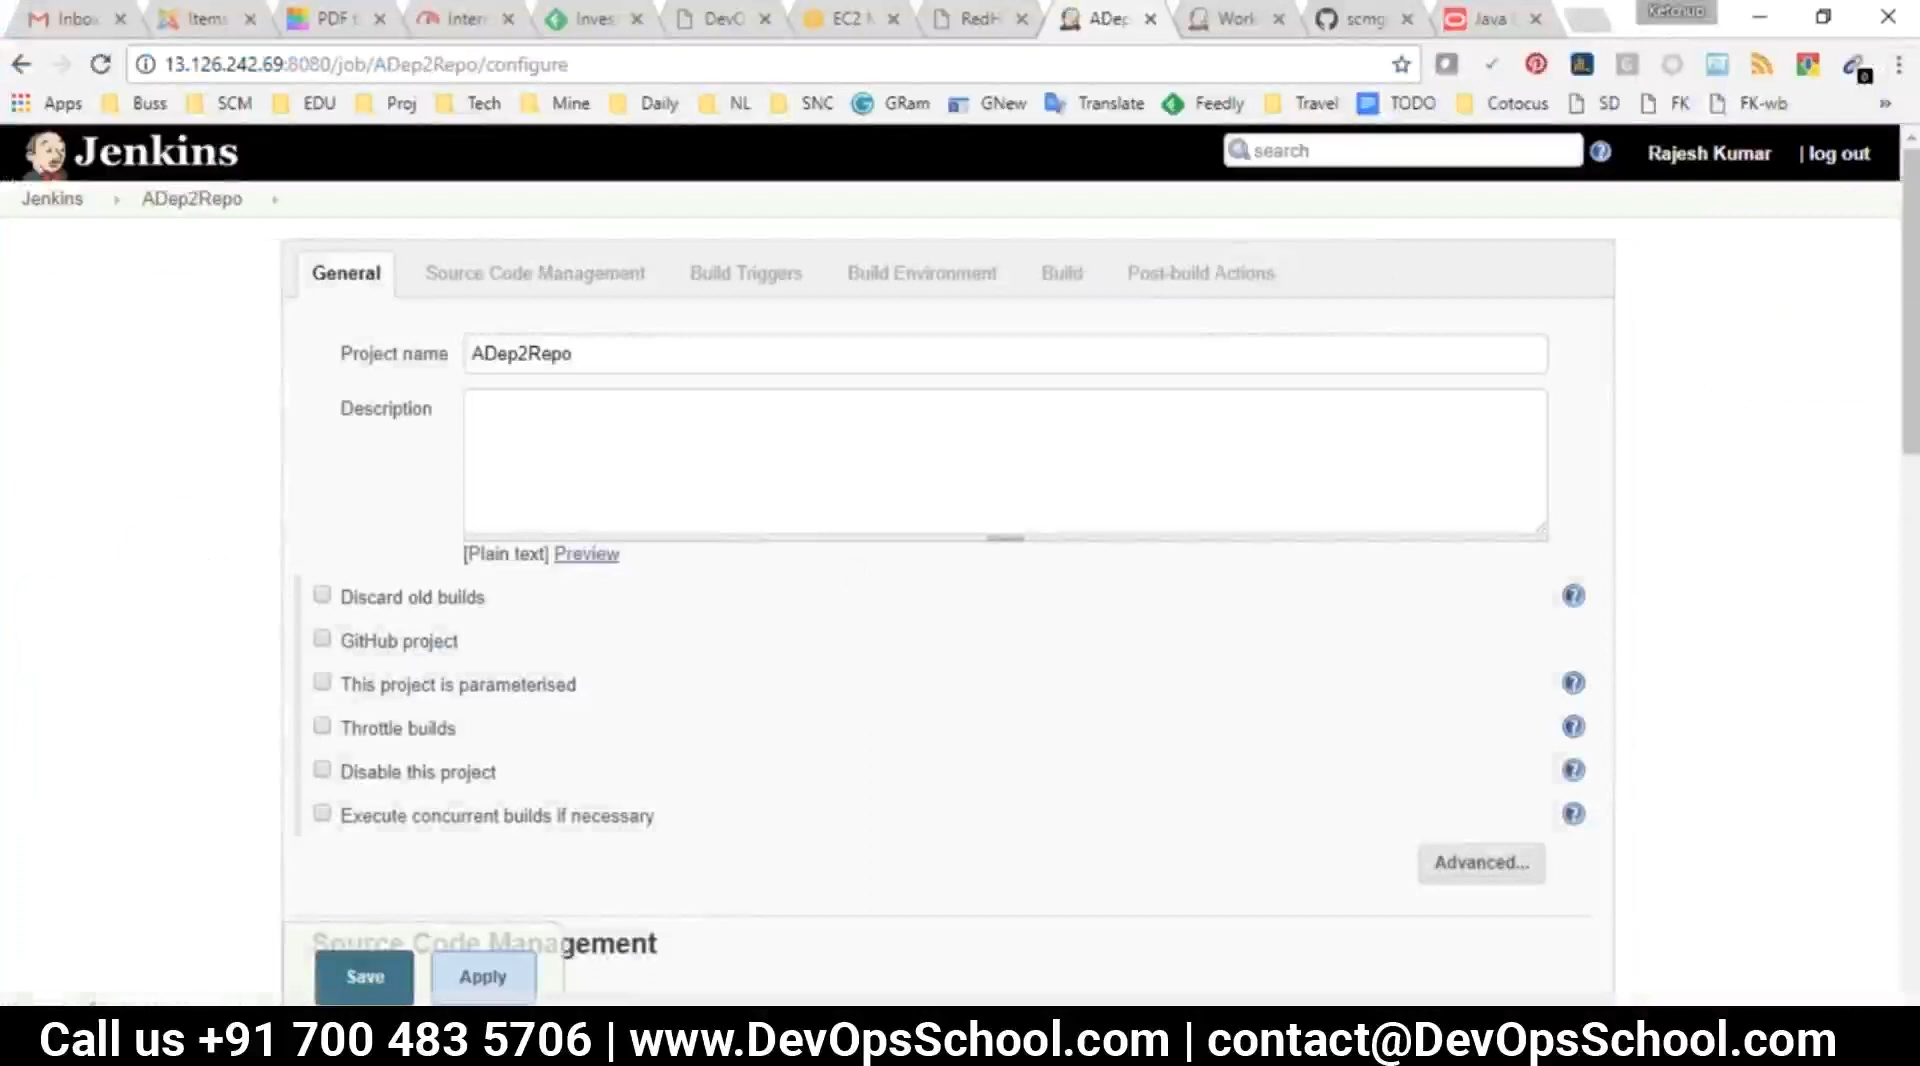 Inbo Items PDF t Inter Inves DevO EC2 RedH ADep Work scmg Java Ketchup
13.126.242.69:8080/job/ADep2Repo/configure
Apps Buss SCM EDU Proj Tech Mine Daily NL SNC GRam GNew Translate Feedly Travel TODO Cotocus SD FK FK-wb »
Jenkins search Rajesh Kumar | log out
Jenkins ADep2Repo
General Source Code Management Build Triggers Build Environment Build Post-build Actions
Project name ADep2Repo
Description
[Plain text] Preview
Discard old builds
GitHub project
This project is parameterised
Throttle builds
Disable this project
Execute concurrent builds if necessary
Advanced...
Source Code Management
Save Apply
Call us +91 700 483 5706 | www.DevOpsSchool.com | contact@DevOpsSchool.com